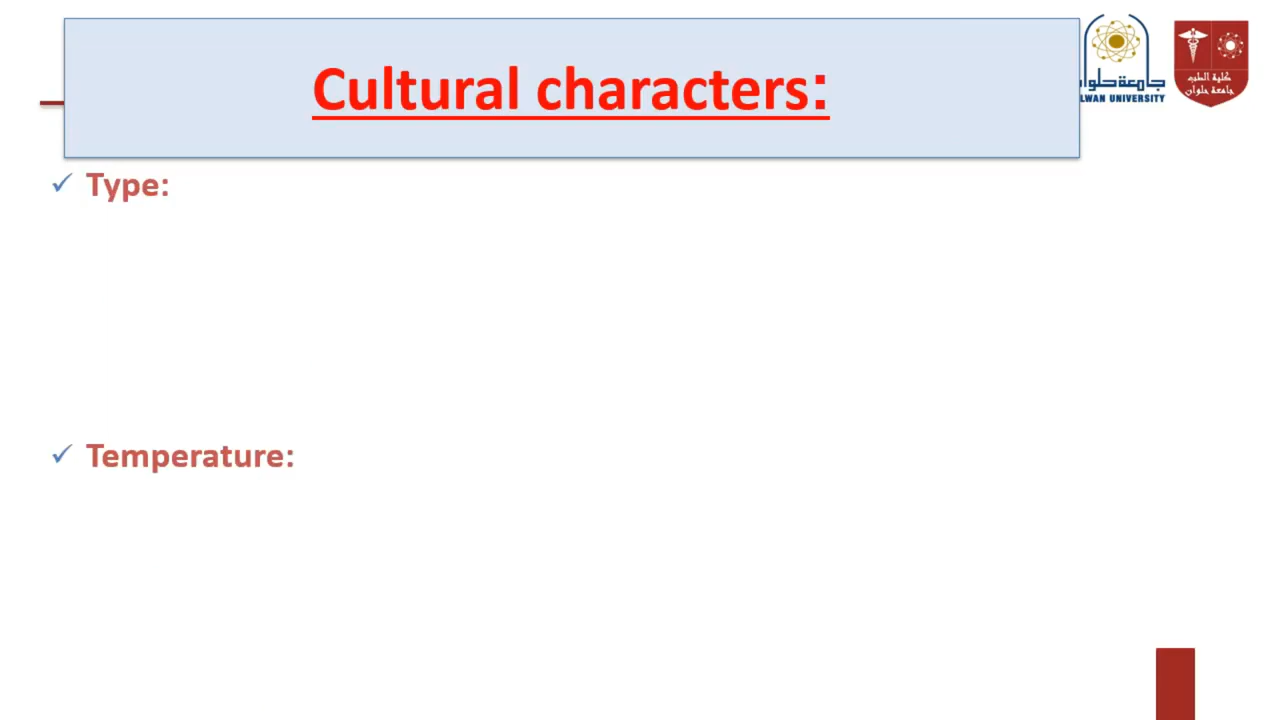 Cultural characters:
جامعة حلوان
LWAN UNIVERSITY
كلية الطب
جامعة حلوان
✓ Type:
✓ Temperature: